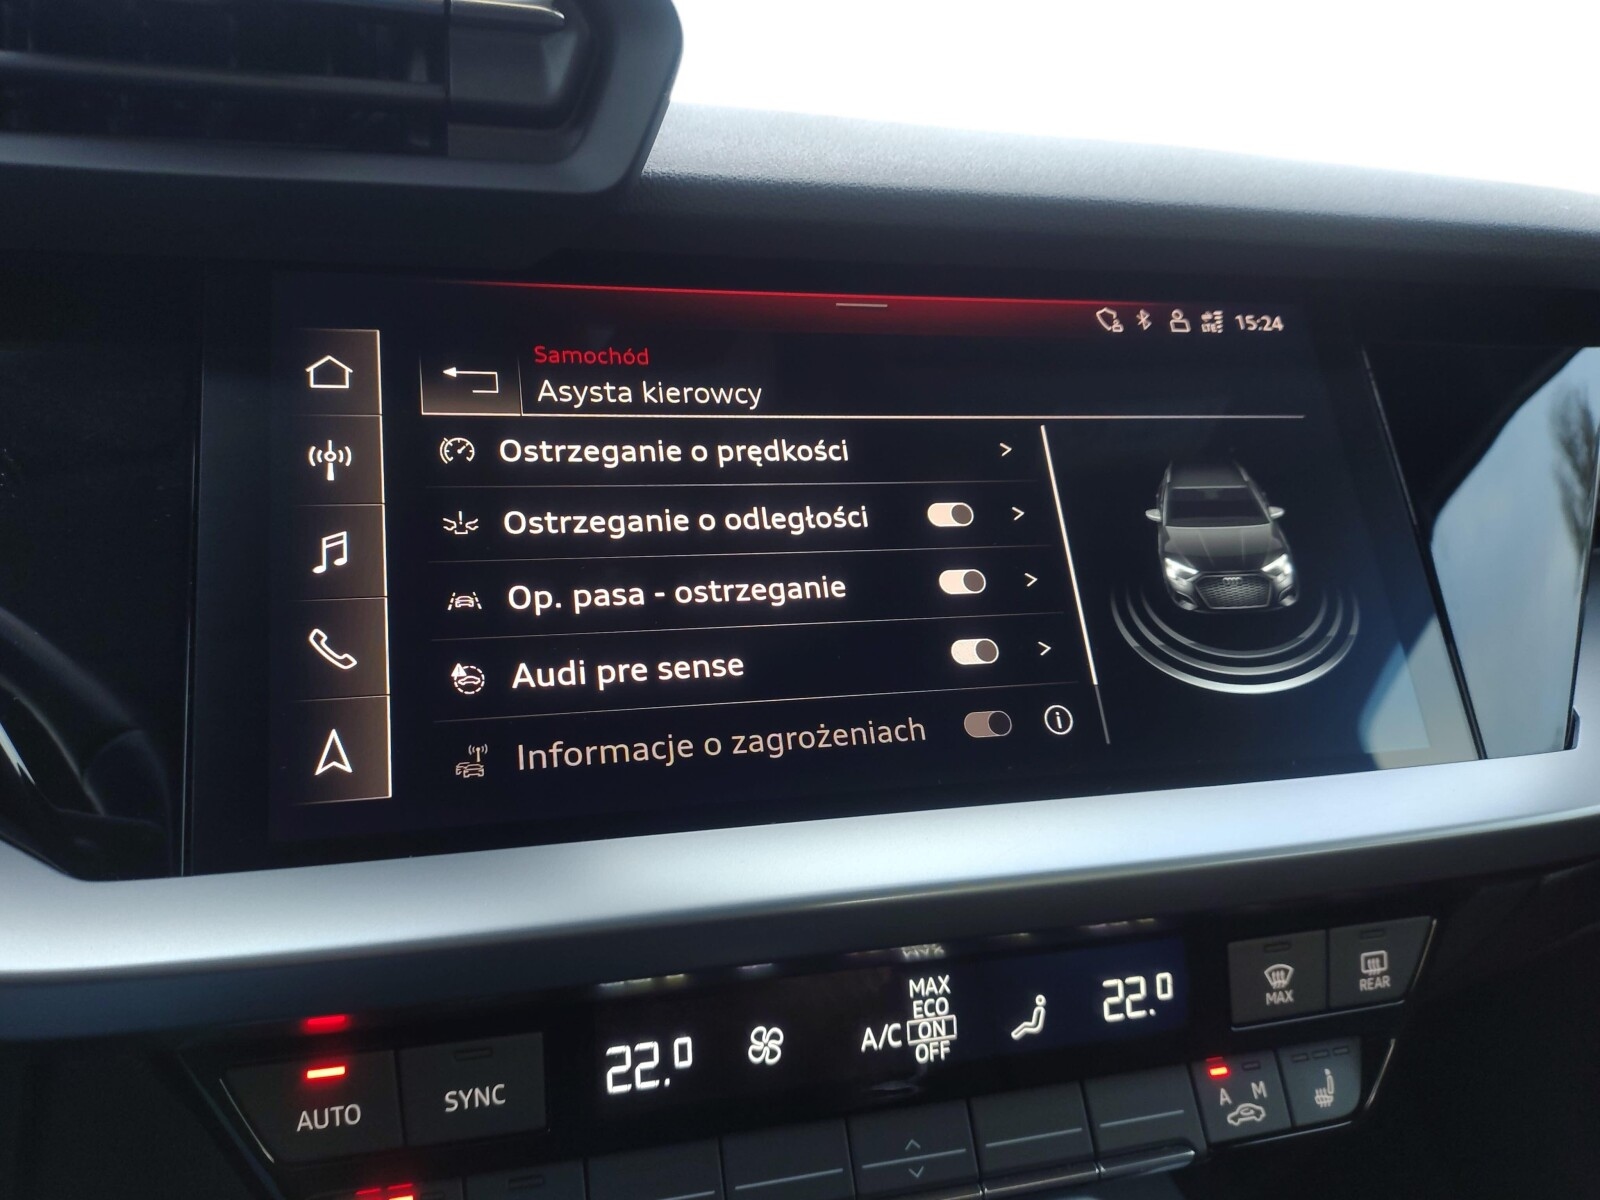 LTE 15:24
Samochód
Asysta kierowcy
Ostrzeganie o prędkości
Ostrzeganie o odległości
Op. pasa - ostrzeganie
Audi pre sense
Informacje o zagrożeniach
MAX
ECO
A/C ON
OFF
22.0
22.0
MAX
REAR
AUTO
SYNC
A M